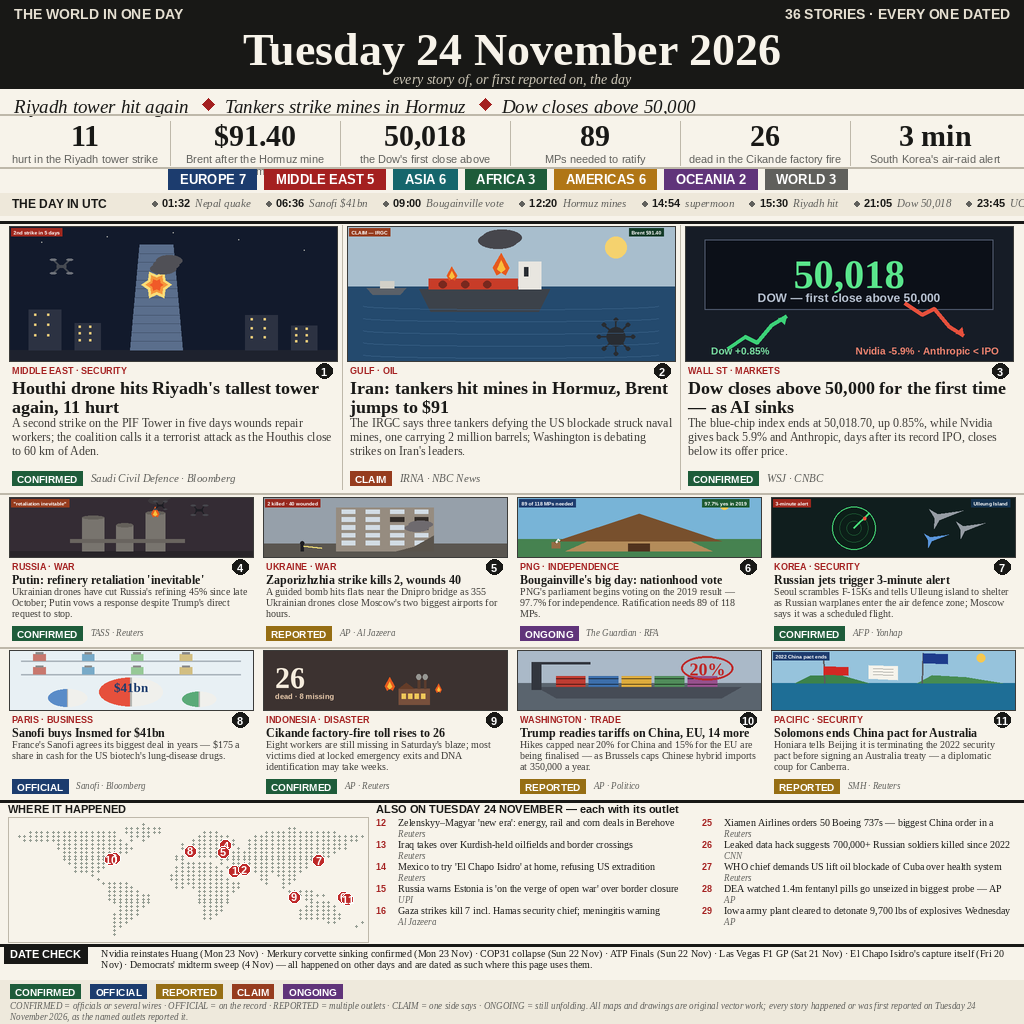 THE WORLD IN ONE DAY
36 STORIES · EVERY ONE DATED
Tuesday 24 November 2026
every story of, or first reported on, the day
Riyadh tower hit again ◆ Tankers strike mines in Hormuz ◆ Dow closes above 50,000
11
hurt in the Riyadh tower strike
$91.40
Brent after the Hormuz mine
50,018
the Dow's first close above
89
MPs needed to ratify
26
dead in the Cikande factory fire
3 min
South Korea's air-raid alert
EUROPE 7
MIDDLE EAST 5
ASIA 6
AFRICA 3
AMERICAS 6
OCEANIA 2
WORLD 3
THE DAY IN UTC
◆ 01:32 Nepal quake
◆ 06:36 Sanofi $41bn
◆ 09:00 Bougainville vote
◆ 12:20 Hormuz mines
◆ 14:54 supermoon
◆ 15:30 Riyadh hit
◆ 21:05 Dow 50,018
◆ 23:45 UC
2nd strike in 5 days
MIDDLE EAST · SECURITY
1
Houthi drone hits Riyadh's tallest tower
again, 11 hurt
A second strike on the PIF Tower in five days wounds repair
workers; the coalition calls it a terrorist attack as the Houthis close
to 60 km of Aden.
CONFIRMED Saudi Civil Defence · Bloomberg
CLAIM — IRGC
Brent $91.40
GULF · OIL
2
Iran: tankers hit mines in Hormuz, Brent
jumps to $91
The IRGC says three tankers defying the US blockade struck naval
mines, one carrying 2 million barrels; Washington is debating
strikes on Iran's leaders.
CLAIM IRNA · NBC News
50,018
DOW — first close above 50,000
Dow +0.85%
Nvidia -5.9% · Anthropic < IPO
WALL ST · MARKETS
3
Dow closes above 50,000 for the first time
— as AI sinks
The blue-chip index ends at 50,018.70, up 0.85%, while Nvidia
gives back 5.9% and Anthropic, days after its record IPO, closes
below its offer price.
CONFIRMED WSJ · CNBC
"retaliation inevitable"
RUSSIA · WAR
4
Putin: refinery retaliation 'inevitable'
Ukrainian drones have cut Russia's refining 45% since late
October; Putin vows a response despite Trump's direct
request to stop.
CONFIRMED TASS · Reuters
2 killed · 40 wounded
UKRAINE · WAR
5
Zaporizhzhia strike kills 2, wounds 40
A guided bomb hits flats near the Dnipro bridge as 355
Ukrainian drones close Moscow's two biggest airports for
hours.
REPORTED AP · Al Jazeera
89 of 118 MPs needed
97.7% yes in 2019
PNG · INDEPENDENCE
6
Bougainville's big day: nationhood vote
PNG's parliament begins voting on the 2019 result —
97.7% for independence. Ratification needs 89 of 118
MPs.
ONGOING The Guardian · RFA
3-minute alert
Ulleung Island
KOREA · SECURITY
7
Russian jets trigger 3-minute alert
Seoul scrambles F-15Ks and tells Ulleung island to shelter
as Russian warplanes enter the air defence zone; Moscow
says it was a scheduled flight.
CONFIRMED AFP · Yonhap
$41bn
PARIS · BUSINESS
8
Sanofi buys Insmed for $41bn
France's Sanofi agrees its biggest deal in years — $175 a
share in cash for the US biotech's lung-disease drugs.
OFFICIAL Sanofi · Bloomberg
26
dead · 8 missing
INDONESIA · DISASTER
9
Cikande factory-fire toll rises to 26
Eight workers are still missing in Saturday's blaze; most
victims died at locked emergency exits and DNA
identification may take weeks.
CONFIRMED AP · Reuters
20%
WASHINGTON · TRADE
10
Trump readies tariffs on China, EU, 14 more
Hikes capped near 20% for China and 15% for the EU are
being finalised — as Brussels caps Chinese hybrid imports
at 350,000 a year.
REPORTED AP · Politico
2022 China pact ends
PACIFIC · SECURITY
11
Solomons ends China pact for Australia
Honiara tells Beijing it is terminating the 2022 security
pact before signing an Australia treaty — a diplomatic
coup for Canberra.
REPORTED SMH · Reuters
WHERE IT HAPPENED
10
8
4
5
1
2
7
9
11
ALSO ON TUESDAY 24 NOVEMBER — each with its outlet
12 Zelenskyy–Magyar 'new era': energy, rail and corn deals in Berehove
Reuters
13 Iraq takes over Kurdish-held oilfields and border crossings
Reuters
14 Mexico to try 'El Chapo Isidro' at home, refusing US extradition
Reuters
15 Russia warns Estonia is 'on the verge of open war' over border closure
UPI
16 Gaza strikes kill 7 incl. Hamas security chief; meningitis warning
Al Jazeera
25 Xiamen Airlines orders 50 Boeing 737s — biggest China order in a
Reuters
26 Leaked data hack suggests 700,000+ Russian soldiers killed since 2022
CNN
27 WHO chief demands US lift oil blockade of Cuba over health system
Reuters
28 DEA watched 1.4m fentanyl pills go unseized in biggest probe — AP
AP
29 Iowa army plant cleared to detonate 9,700 lbs of explosives Wednesday
AP
DATE CHECK
Nvidia reinstates Huang (Mon 23 Nov) · Merkury corvette sinking confirmed (Mon 23 Nov) · COP31 collapse (Sun 22 Nov) · ATP Finals (Sun 22 Nov) · Las Vegas F1 GP (Sat 21 Nov) · El Chapo Isidro's capture itself (Fri 20
Nov) · Democrats' midterm sweep (4 Nov) — all happened on other days and are dated as such where this page uses them.
CONFIRMED
OFFICIAL
REPORTED
CLAIM
ONGOING
CONFIRMED = officials or several wires · OFFICIAL = on the record · REPORTED = multiple outlets · CLAIM = one side says · ONGOING = still unfolding. All maps and drawings are original vector work; every story happened or was first reported on Tuesday 24
November 2026, as the named outlets reported it.